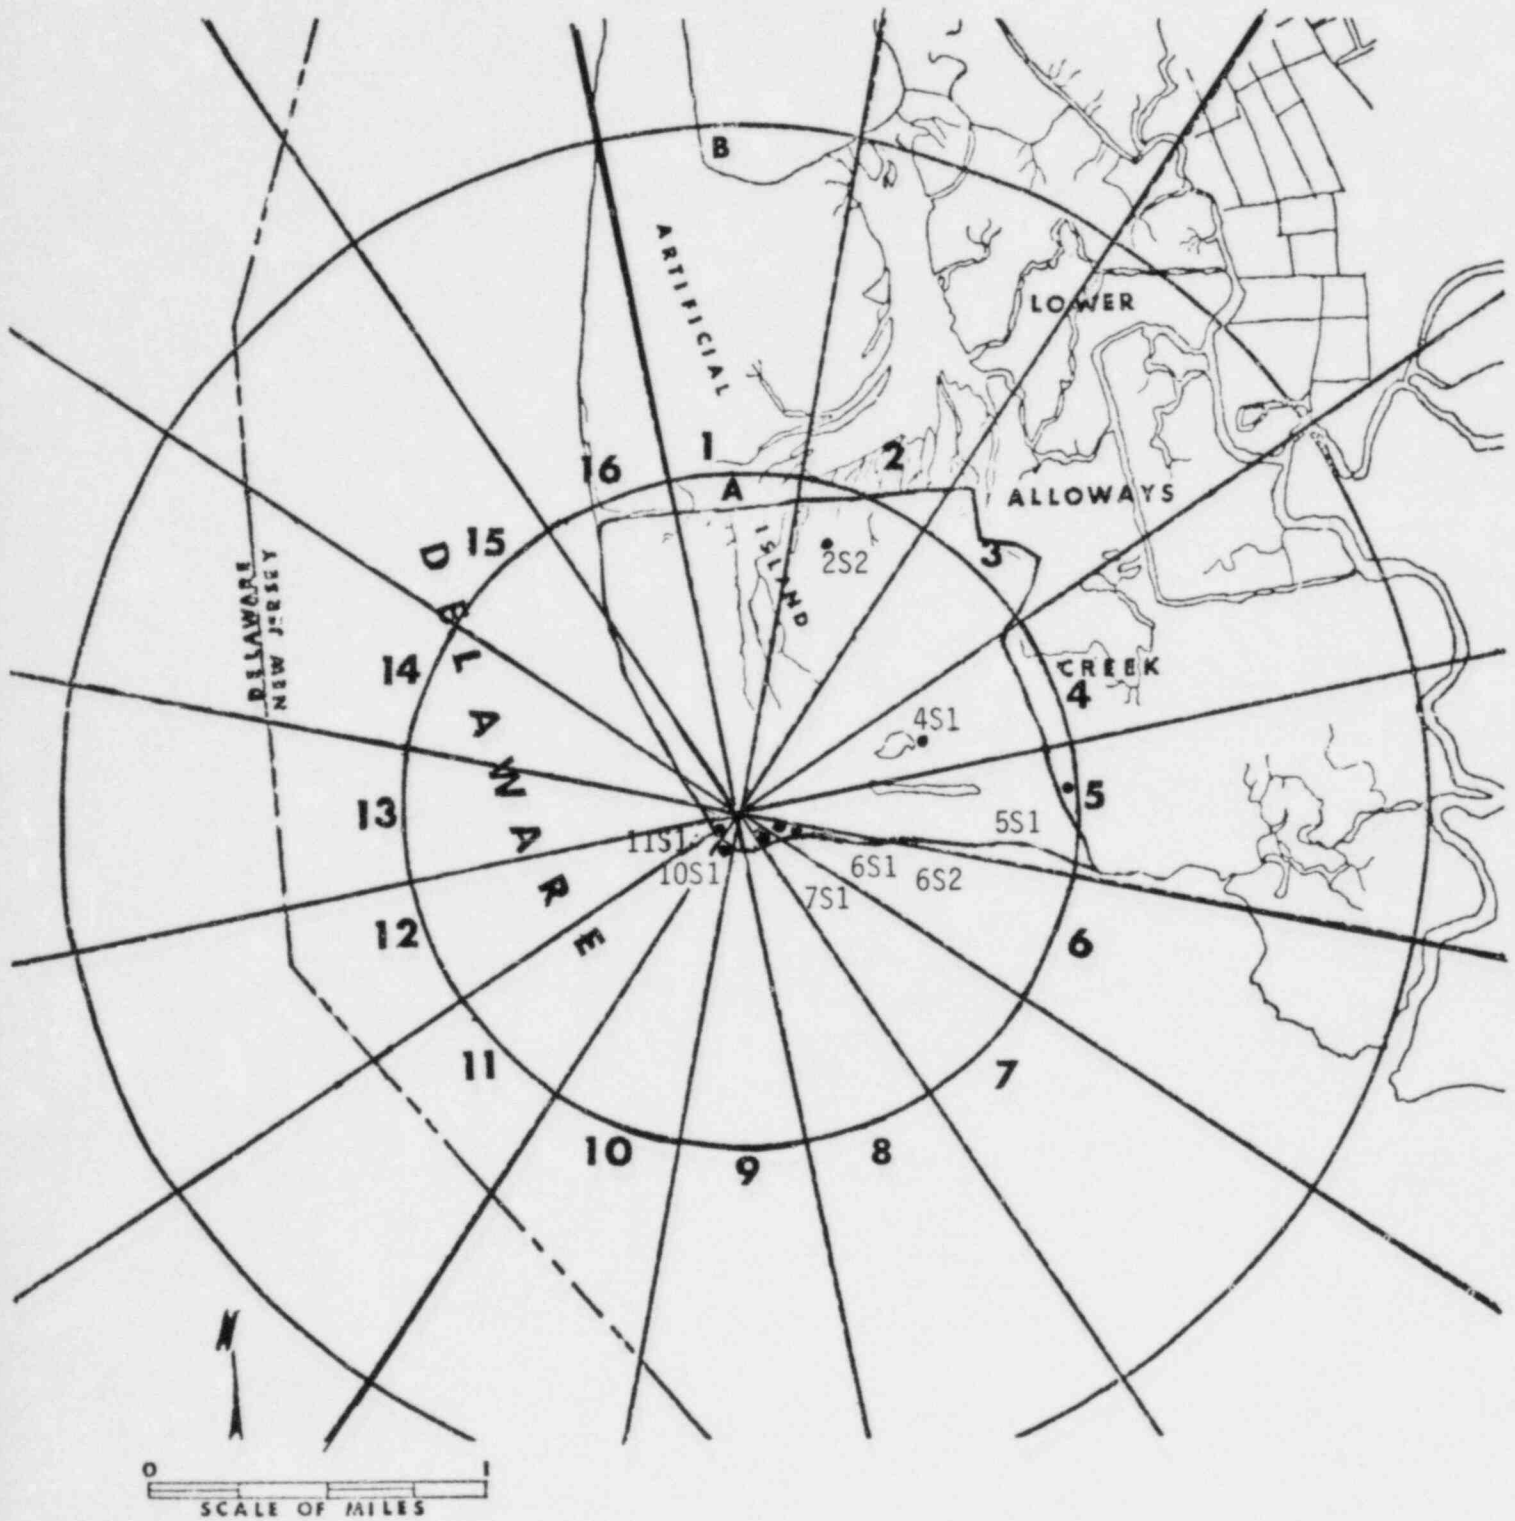 B
ARTIFICIAL
LOWER
1
2
16
A
ALLOWAYS
15
3
ISLAND
2S2
DELAWARE
DELAWARE
NEW JERSEY
14
CREEK
4
4S1
13
5
5S1
11S1
10S1
6S1
6S2
7S1
12
6
11
7
10
9
8
N
0 1
SCALE OF MILES